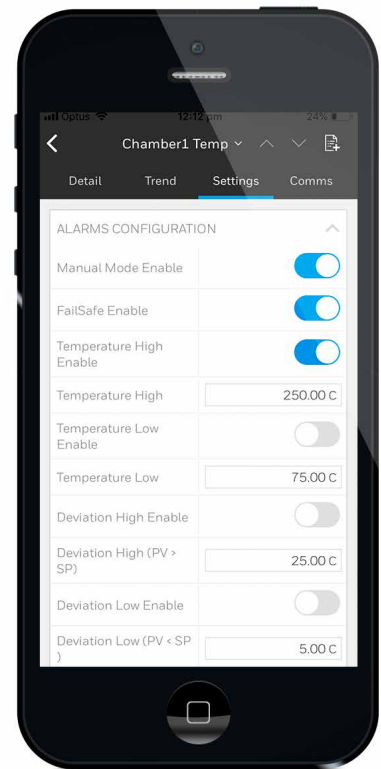 Optus 12:12 pm 24%
Chamber1 Temp
Detail Trend Settings Comms
ALARMS CONFIGURATION
Manual Mode Enable
FailSafe Enable
Temperature High
Enable
Temperature High 250.00 C
Temperature Low
Enable
Temperature Low 75.00 C
Deviation High Enable
Deviation High (PV >
SP)
25.00 C
Deviation Low Enable
Deviation Low (PV < SP
)
5.00 C